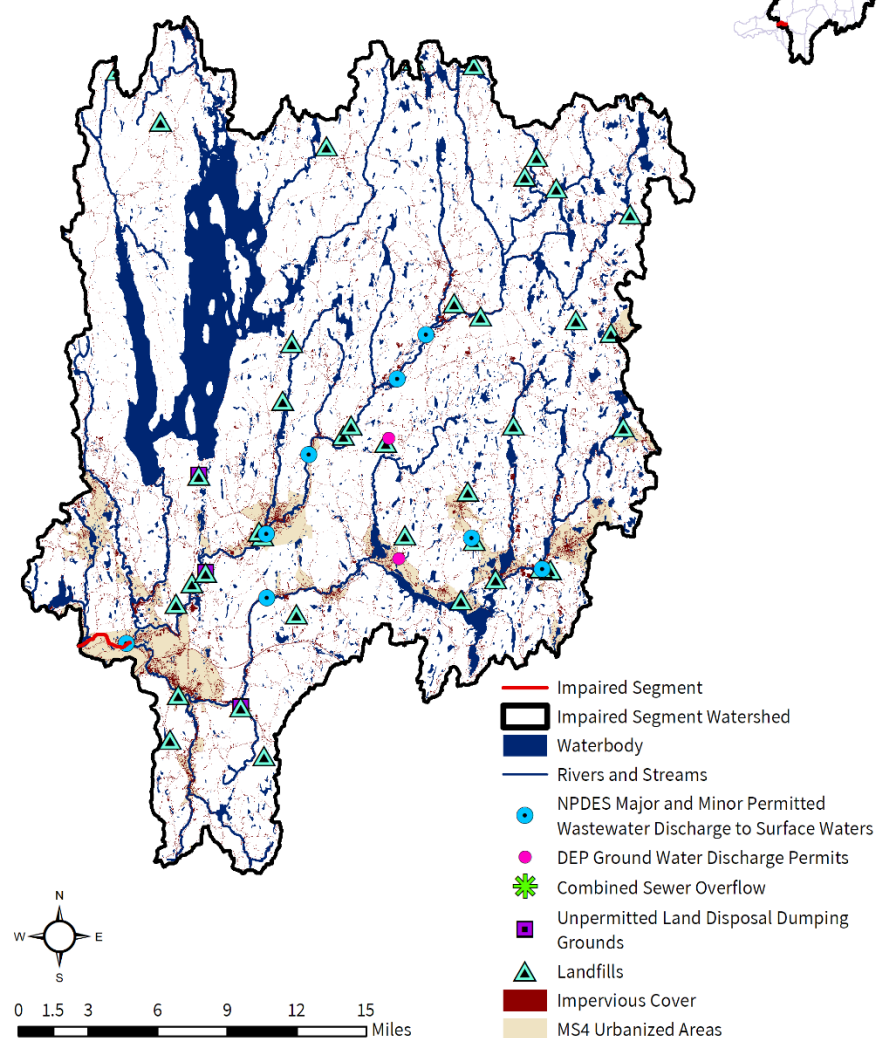 Impaired Segment
Impaired Segment Watershed
Waterbody
Rivers and Streams
NPDES Major and Minor Permitted
Wastewater Discharge to Surface Waters
DEP Ground Water Discharge Permits
Combined Sewer Overflow
Unpermitted Land Disposal Dumping
Grounds
Landfills
Impervious Cover
MS4 Urbanized Areas
N
W E
S
0 1.5 3 6 9 12 15
Miles